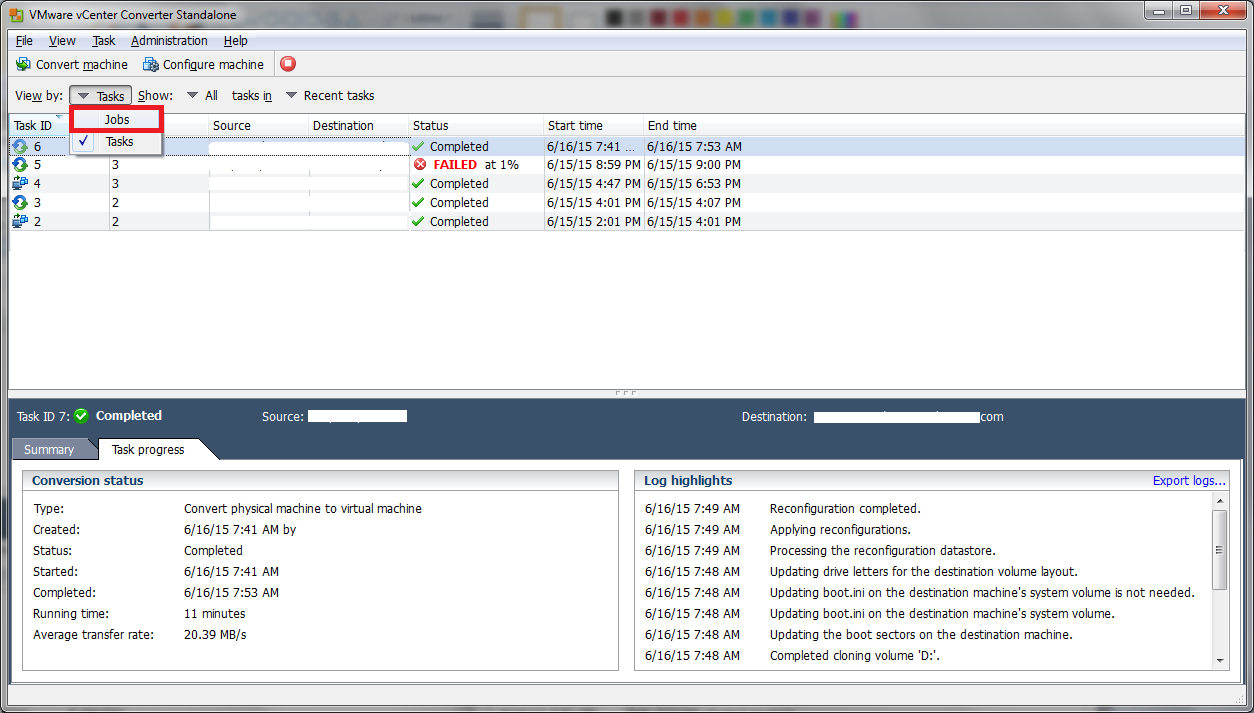 VMware vCenter Converter Standalone
File View Task Administration Help
Convert machine Configure machine
View by: Tasks Show: All tasks in Recent tasks
Jobs
Tasks
Task ID Source Destination Status Start time End time
6 Completed 6/16/15 7:41 ... 6/16/15 7:53 AM
5 3 FAILED at 1% 6/15/15 8:59 PM 6/15/15 9:00 PM
4 3 Completed 6/15/15 4:47 PM 6/15/15 6:53 PM
3 2 Completed 6/15/15 4:01 PM 6/15/15 4:07 PM
2 2 Completed 6/15/15 2:01 PM 6/15/15 4:01 PM
Task ID 7: Completed Source: Destination: com
Summary Task progress
Conversion status
Type: Convert physical machine to virtual machine
Created: 6/16/15 7:41 AM by
Status: Completed
Started: 6/16/15 7:41 AM
Completed: 6/16/15 7:53 AM
Running time: 11 minutes
Average transfer rate: 20.39 MB/s
Log highlights Export logs...
6/16/15 7:49 AM Reconfiguration completed.
6/16/15 7:49 AM Applying reconfigurations.
6/16/15 7:49 AM Processing the reconfiguration datastore.
6/16/15 7:48 AM Updating drive letters for the destination volume layout.
6/16/15 7:48 AM Updating boot.ini on the destination machine's system volume is not needed.
6/16/15 7:48 AM Updating boot.ini on the destination machine's system volume.
6/16/15 7:48 AM Updating the boot sectors on the destination machine.
6/16/15 7:48 AM Completed cloning volume 'D:'.